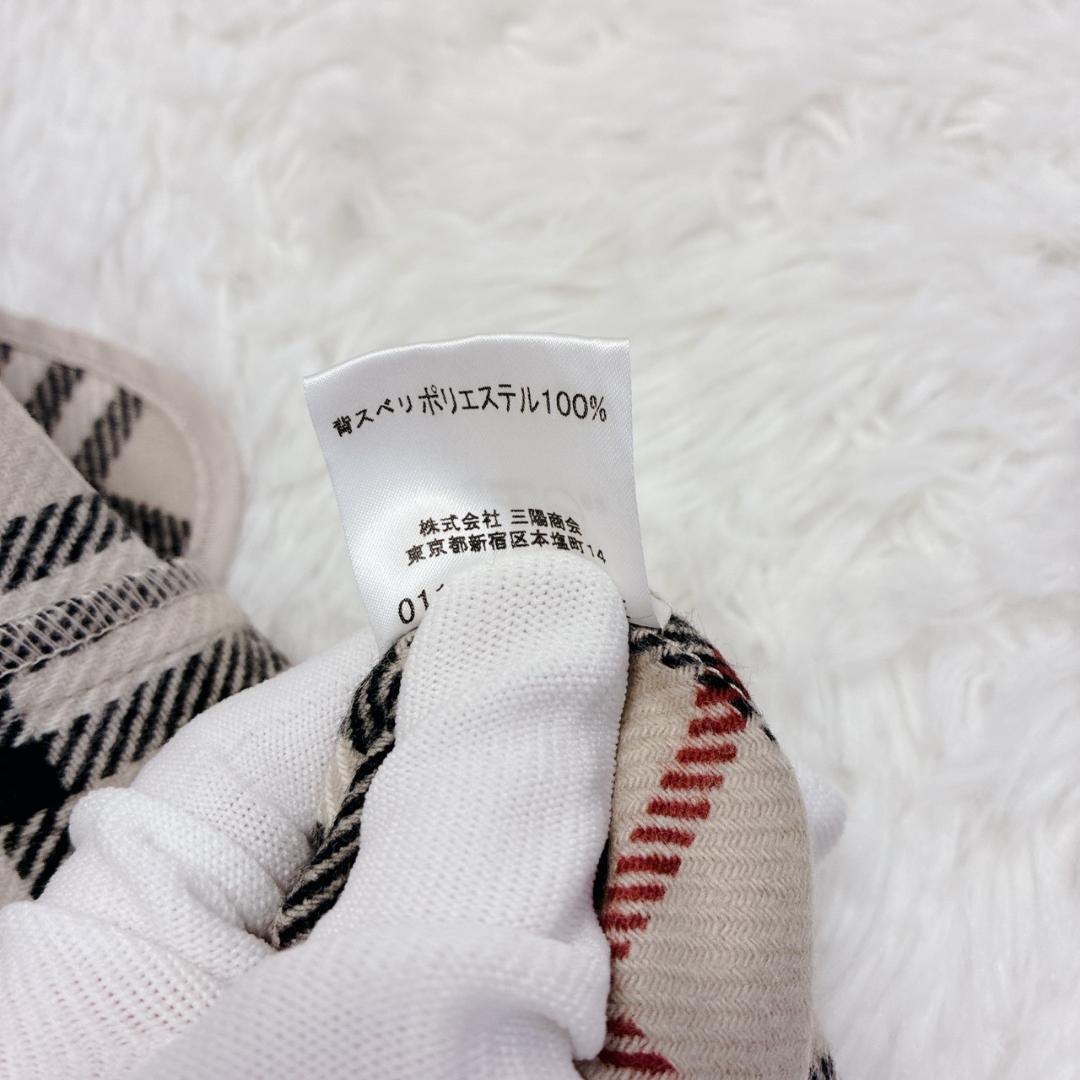 背スベリ ポリエステル100%
株式会社 三陽商会
東京都新宿区本塩町14